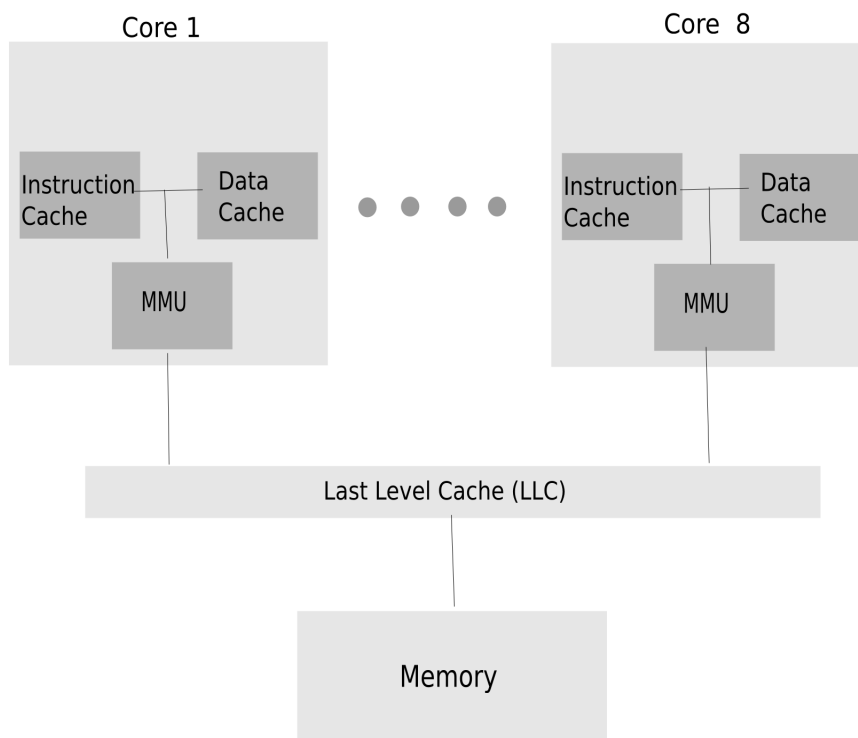 Core 1
Core 8
Instruction
Cache
Data
Cache
MMU
Instruction
Cache
Data
Cache
MMU
Last Level Cache (LLC)
Memory